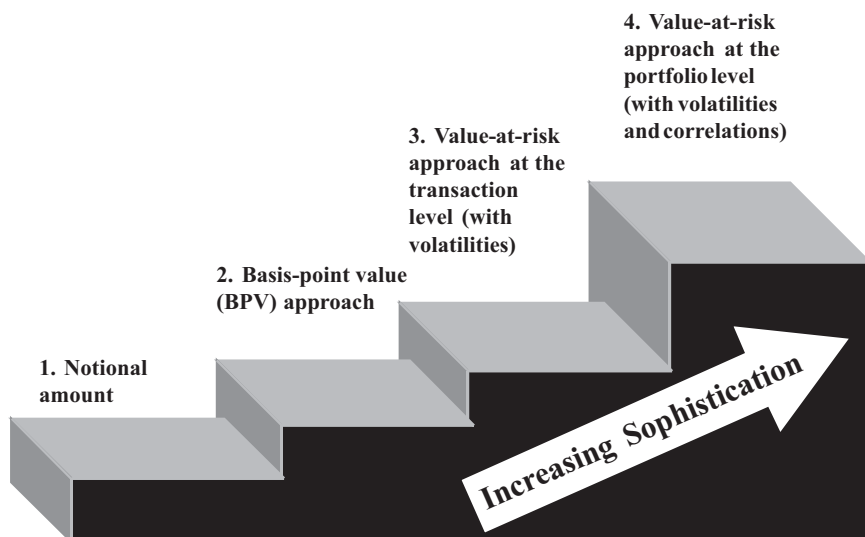 1. Notional
amount
2. Basis-point value
(BPV) approach
3. Value-at-risk
approach at the
transaction
level (with
volatilities)
4. Value-at-risk
approach at the
portfolio level
(with volatilities
and correlations)
Increasing Sophistication